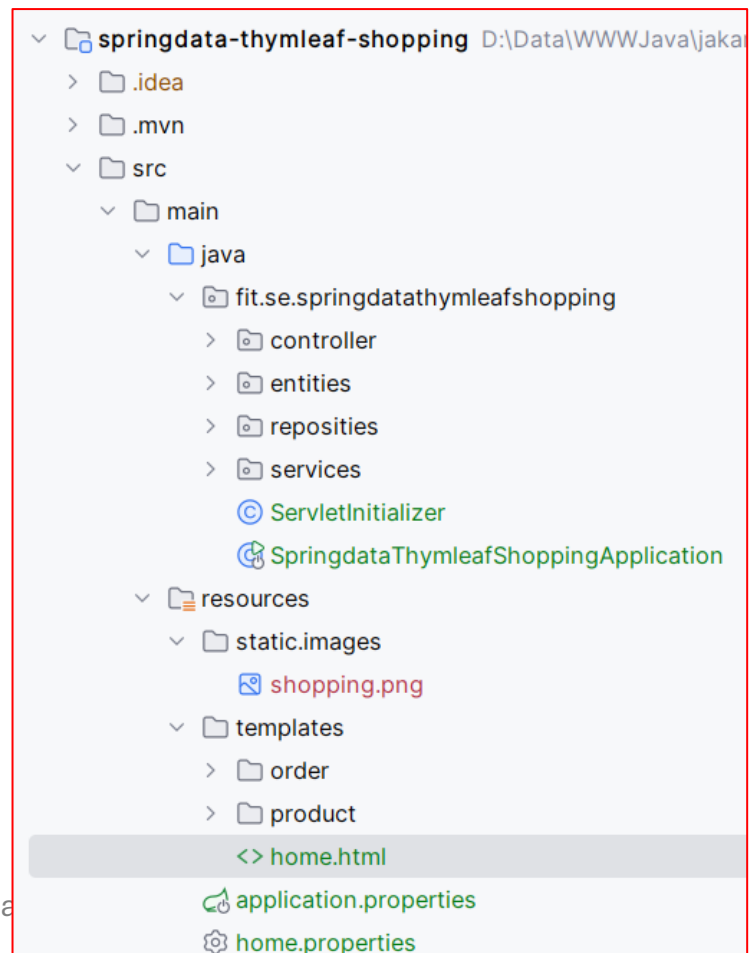 springdata-thymleaf-shopping D:\Data\WWWJava\jakar
.idea
.mvn
src
main
java
fit.se.springdatathymleafshopping
controller
entities
reposities
services
ServletInitializer
SpringdataThymleafShoppingApplication
resources
static.images
shopping.png
templates
order
product
<> home.html
application.properties
home.properties